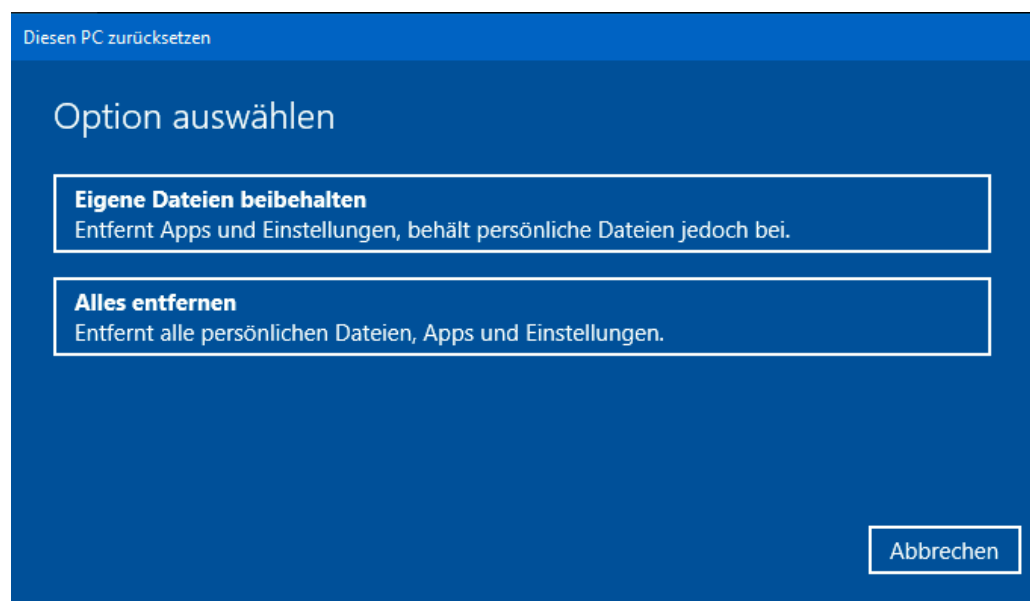 Diesen PC zurücksetzen
Option auswählen
Eigene Dateien beibehalten
Entfernt Apps und Einstellungen, behält persönliche Dateien jedoch bei.
Alles entfernen
Entfernt alle persönlichen Dateien, Apps und Einstellungen.
Abbrechen